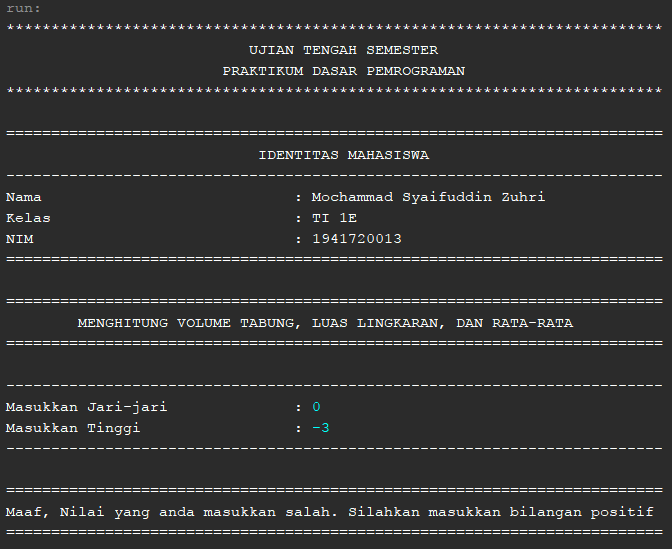 run:
*************************************************************************
UJIAN TENGAH SEMESTER
PRAKTIKUM DASAR PEMROGRAMAN
*************************************************************************
=========================================================================
IDENTITAS MAHASISWA
-------------------------------------------------------------------------
Nama : Mochammad Syaifuddin Zuhri
Kelas : TI 1E
NIM : 1941720013
=========================================================================
=========================================================================
MENGHITUNG VOLUME TABUNG, LUAS LINGKARAN, DAN RATA-RATA
=========================================================================
-------------------------------------------------------------------------
Masukkan Jari-jari : 0
Masukkan Tinggi : -3
-------------------------------------------------------------------------
=========================================================================
Maaf, Nilai yang anda masukkan salah. Silahkan masukkan bilangan positif
=========================================================================